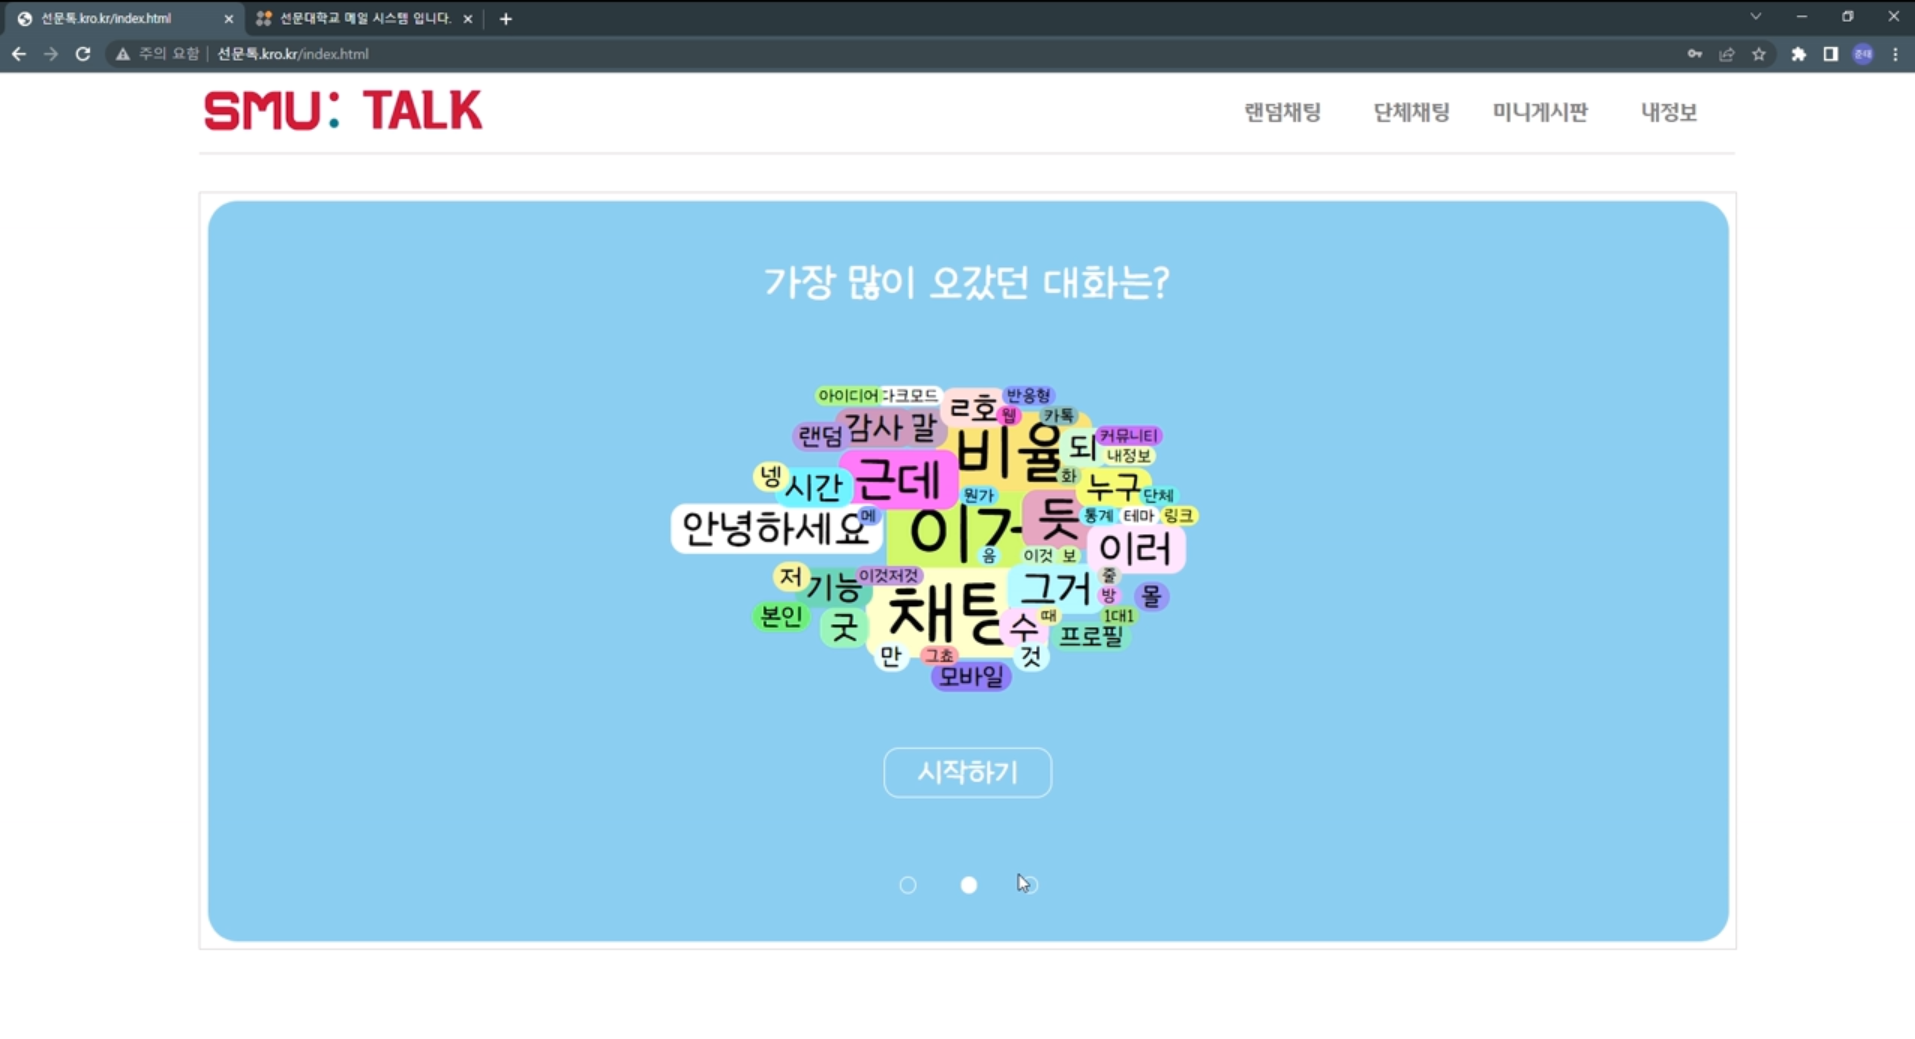 선문톡.kro.kr/index.html
선문대학교 메일 시스템 입니다.
주의 요함 | 선문톡.kro.kr/index.html
SMU: TALK
랜덤채팅 단체채팅 미니게시판 내정보
가장 많이 오갔던 대화는?
아이디어 다크모드 ㄹ호 반응형
웹 카톡
랜덤 감사 말 비율 되 커뮤니티
내정보
넹 시간 근데 화 누구
뭔가 단체
안녕하세요 메 이거 듯 통계 테마 링크
음 이것 보 이러
저 기능 이것저것 그거 줄
방 몰
본인 굿 채팅 수 때 1대1
프로필
만 그쵸 것
모바일
시작하기